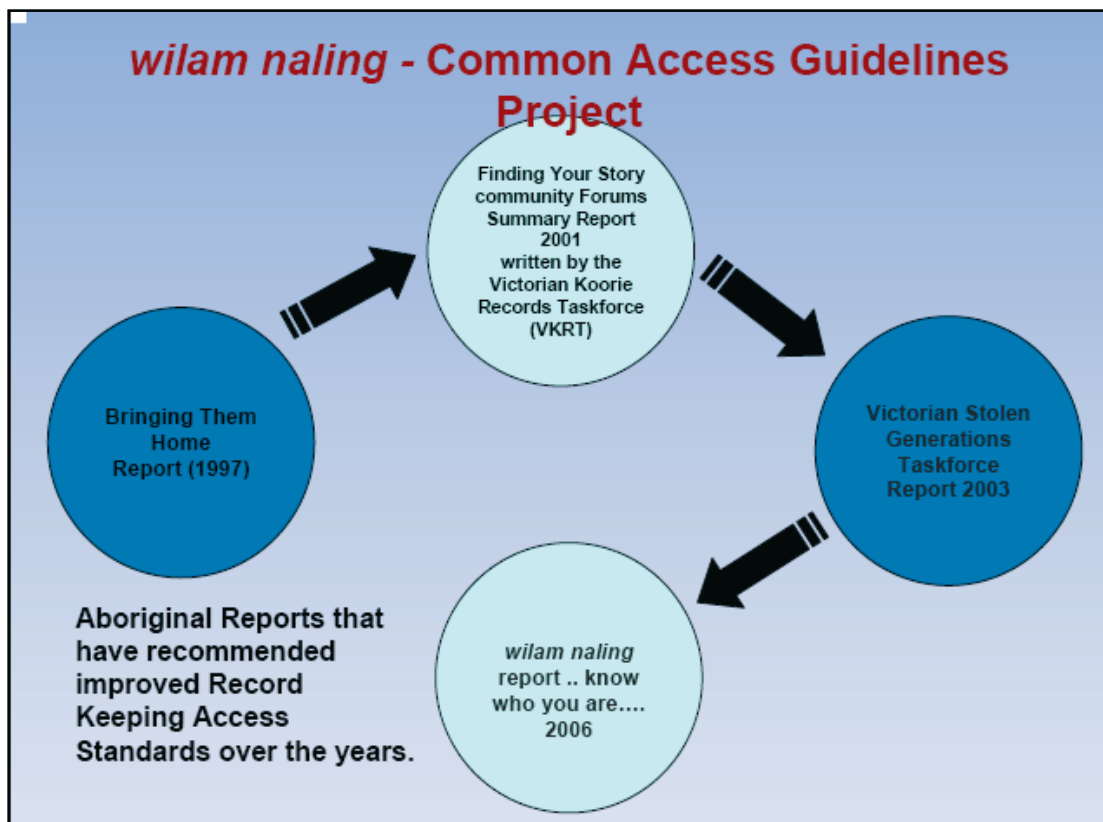 wilam naling - Common Access Guidelines
Project
Finding Your Story
community Forums
Summary Report
2001
written by the
Victorian Koorie
Records Taskforce
(VKRT)
Bringing Them
Home
Report (1997)
Victorian Stolen
Generations
Taskforce
Report 2003
wilam naling
report .. know
who you are....
2006
Aboriginal Reports that
have recommended
improved Record
Keeping Access
Standards over the years.